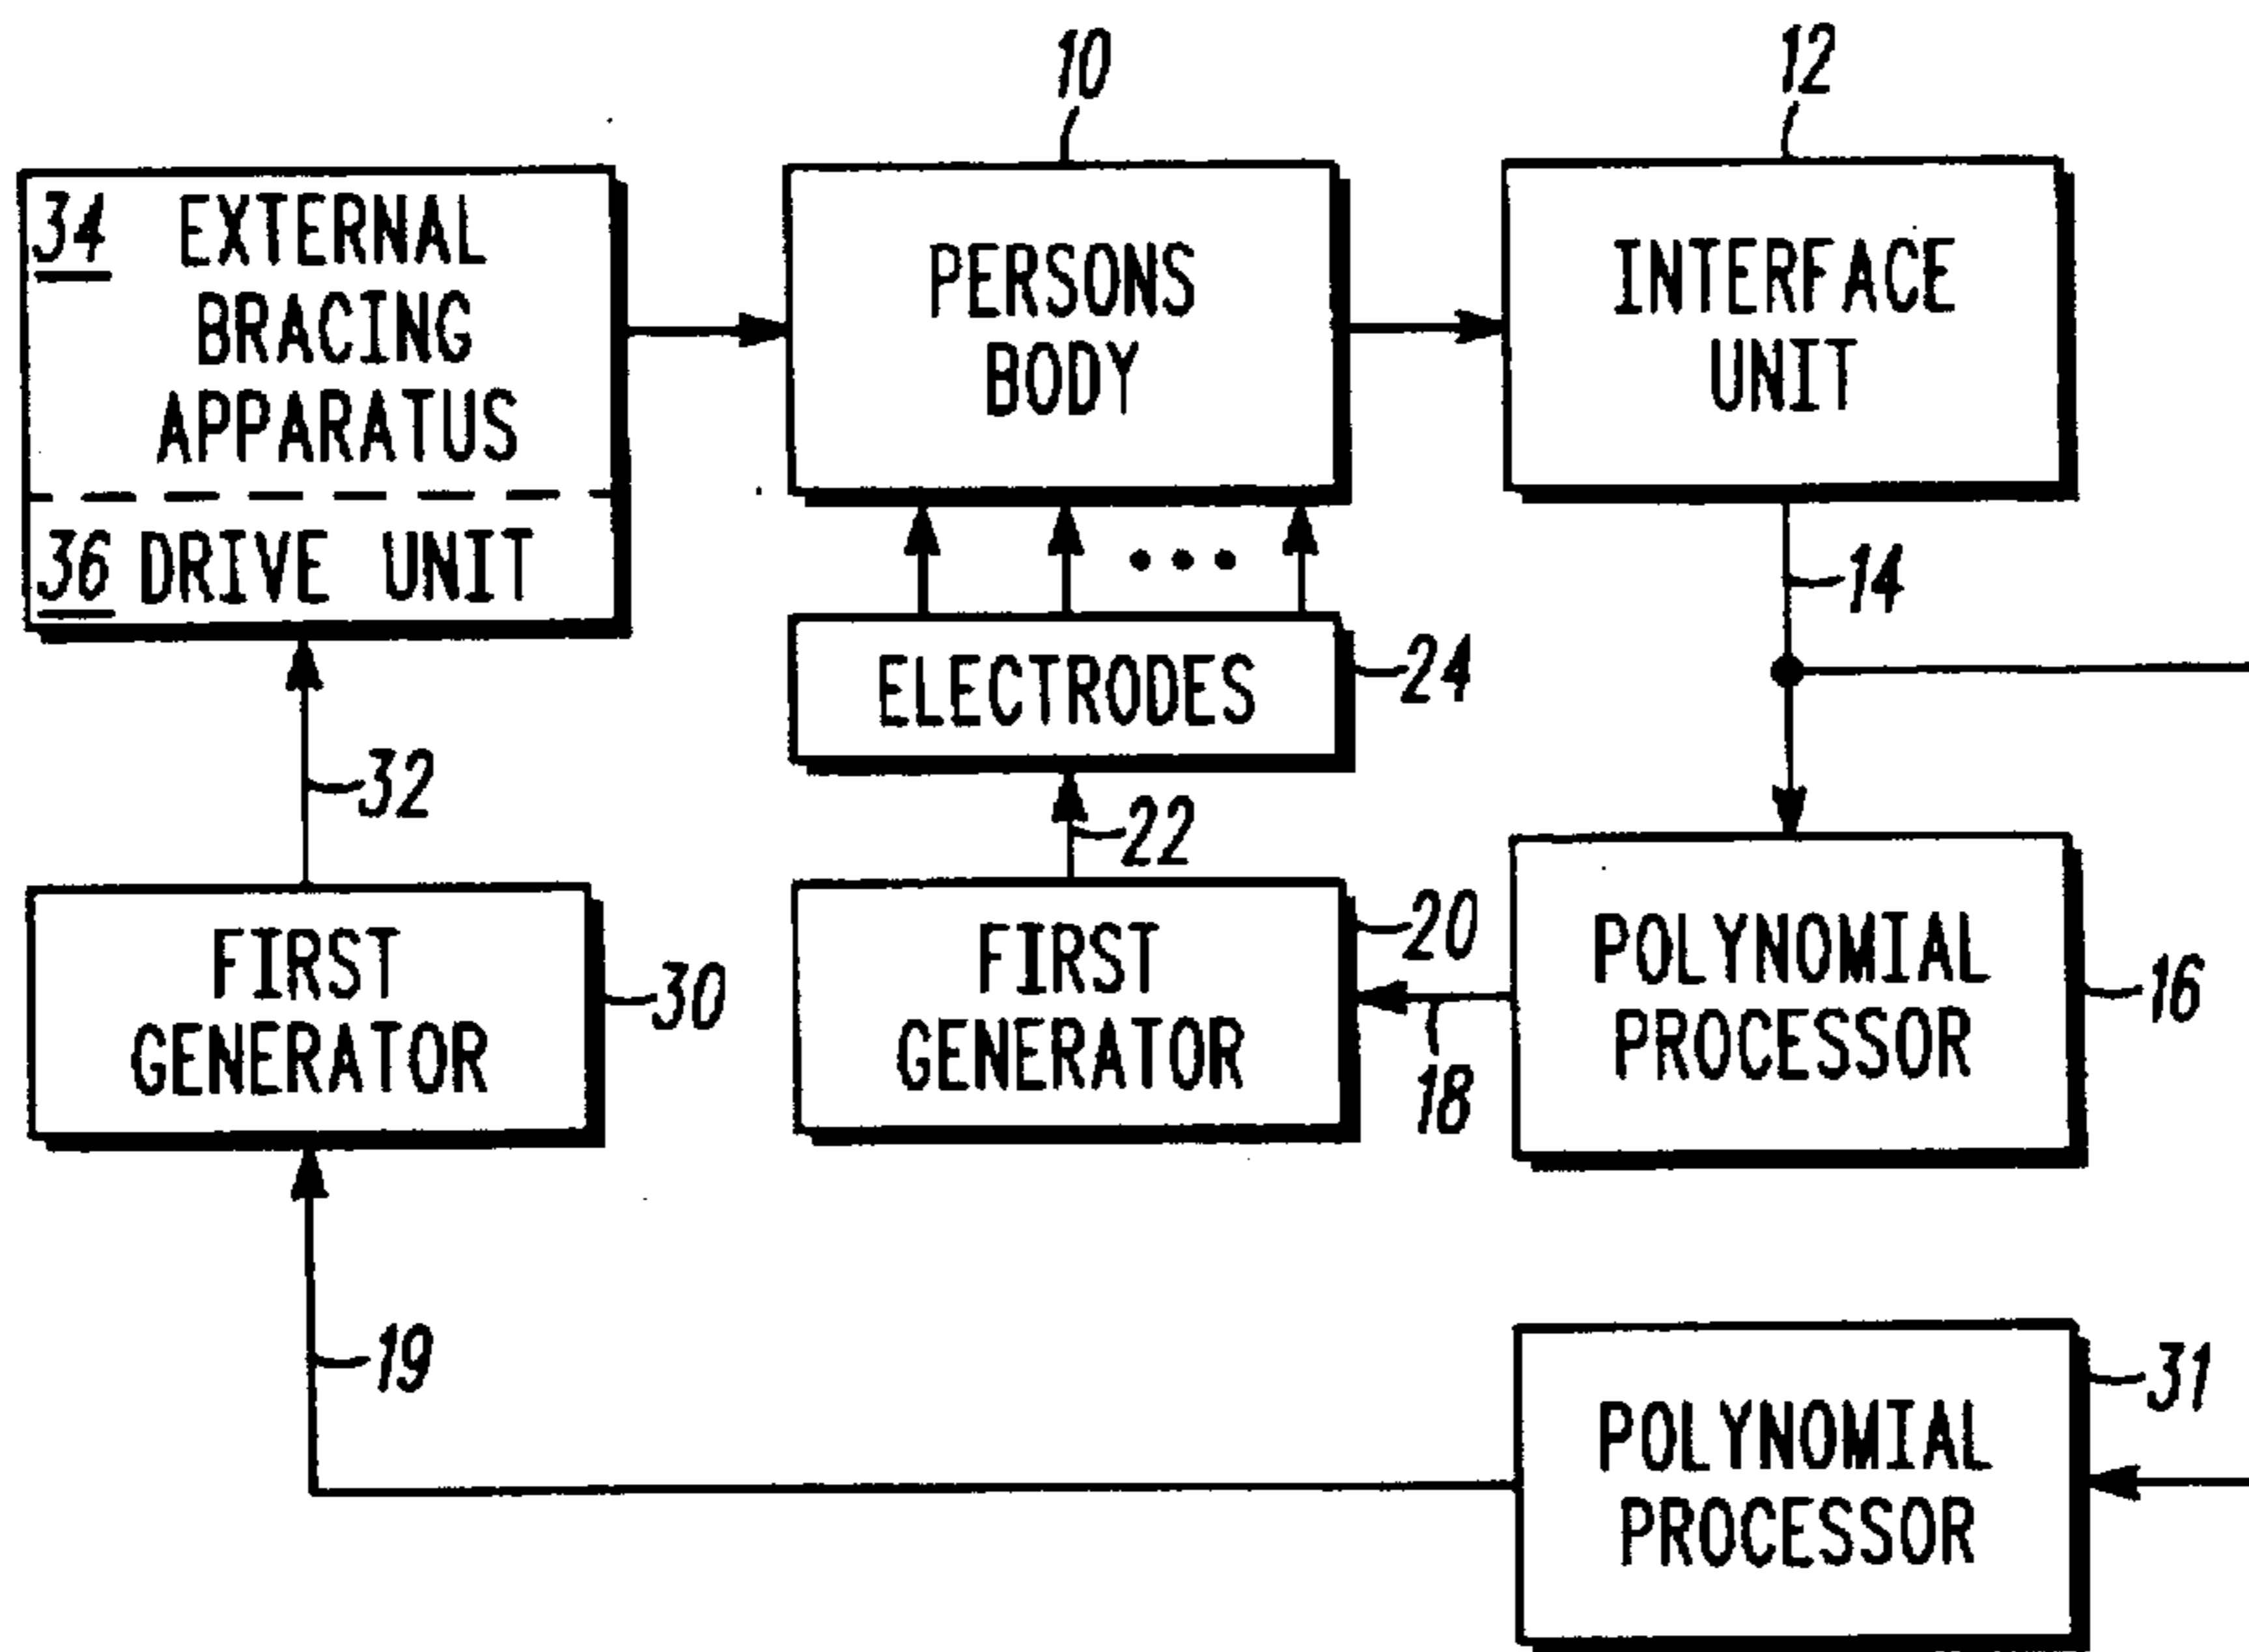 10
12
34 EXTERNAL
BRACING
APPARATUS
36 DRIVE UNIT
PERSONS
BODY
INTERFACE
UNIT
14
ELECTRODES
24
32
22
FIRST
GENERATOR
30
FIRST
GENERATOR
20
18
POLYNOMIAL
PROCESSOR
16
19
POLYNOMIAL
PROCESSOR
31